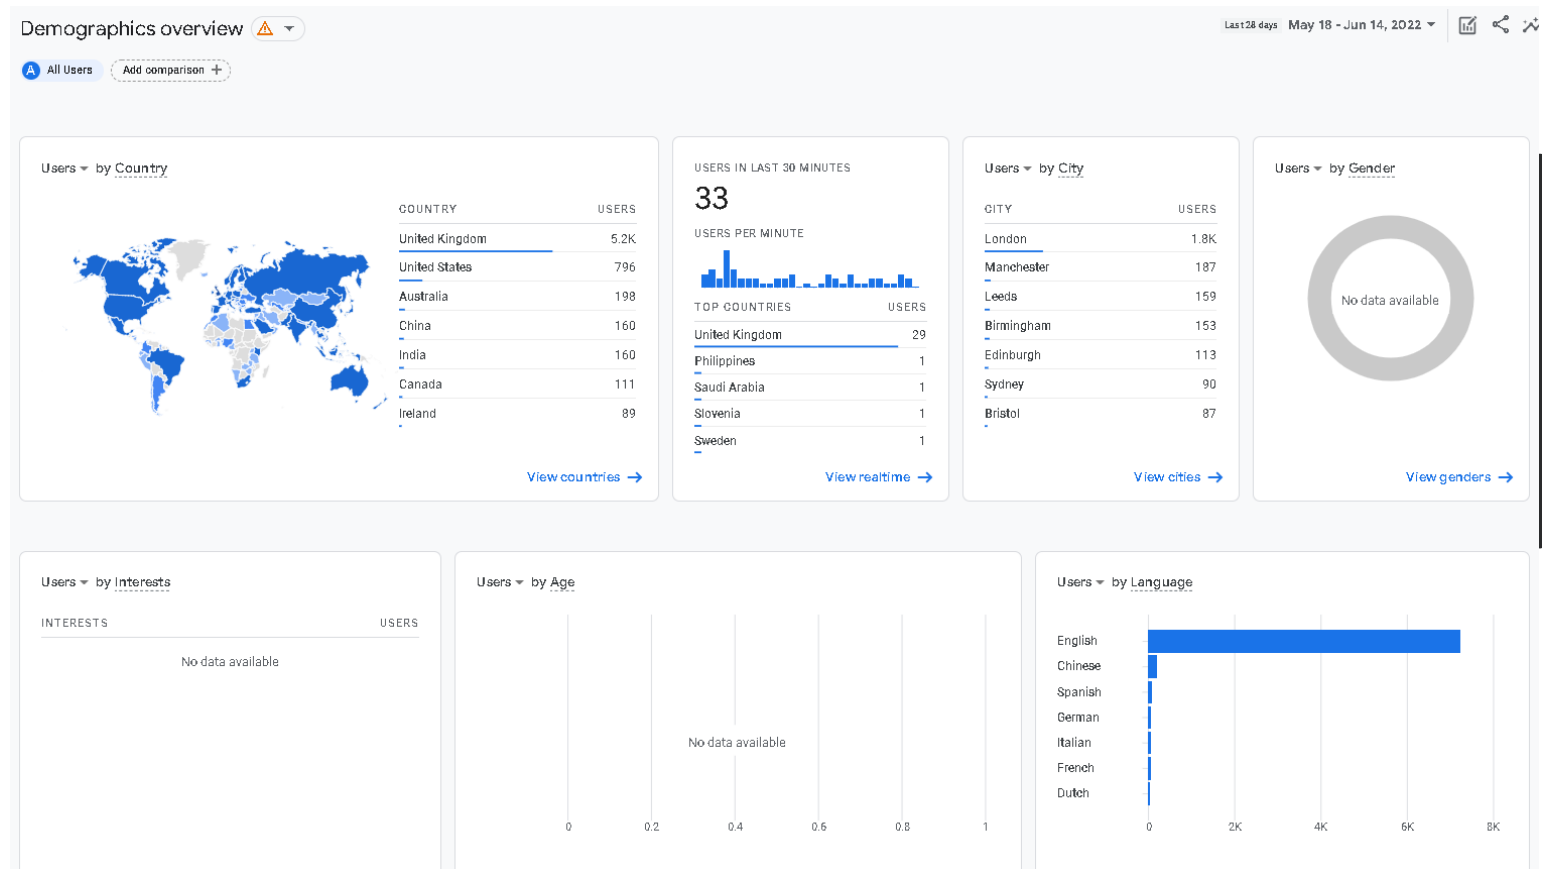 Demographics overview
Last 28 days May 18 - Jun 14, 2022
A All Users Add comparison +
Users by Country
COUNTRY USERS
United Kingdom 5.2K
United States 796
Australia 198
China 160
India 160
Canada 111
Ireland 89
View countries
USERS IN LAST 30 MINUTES
33
USERS PER MINUTE
TOP COUNTRIES USERS
United Kingdom 29
Philippines 1
Saudi Arabia 1
Slovenia 1
Sweden 1
View realtime
Users by City
CITY USERS
London 1.8K
Manchester 187
Leeds 159
Birmingham 153
Edinburgh 113
Sydney 90
Bristol 87
View cities
Users by Gender
No data available
View genders
Users by Interests
INTERESTS USERS
No data available
Users by Age
No data available
0 0.2 0.4 0.6 0.8 1
Users by Language
English
Chinese
Spanish
German
Italian
French
Dutch
0 2K 4K 6K 8K